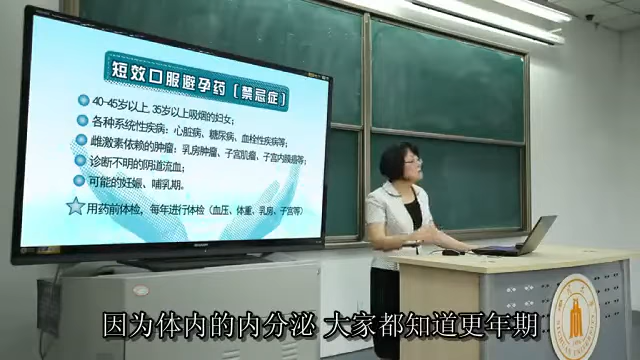 短效口服避孕药（禁忌症）
40-45岁以上, 35岁以上吸烟的妇女；
各种系统性疾病：心脏病、糖尿病、血栓性疾病等；
雌激素依赖的肿瘤：乳房肿瘤、子宫肌瘤、子宫内膜癌等；
诊断不明的阴道流血；
可能的妊娠、哺乳期。
用药前体检，每年进行体检（血压、体重、乳房、子宫等）
因为体内的内分泌 大家都知道更年期